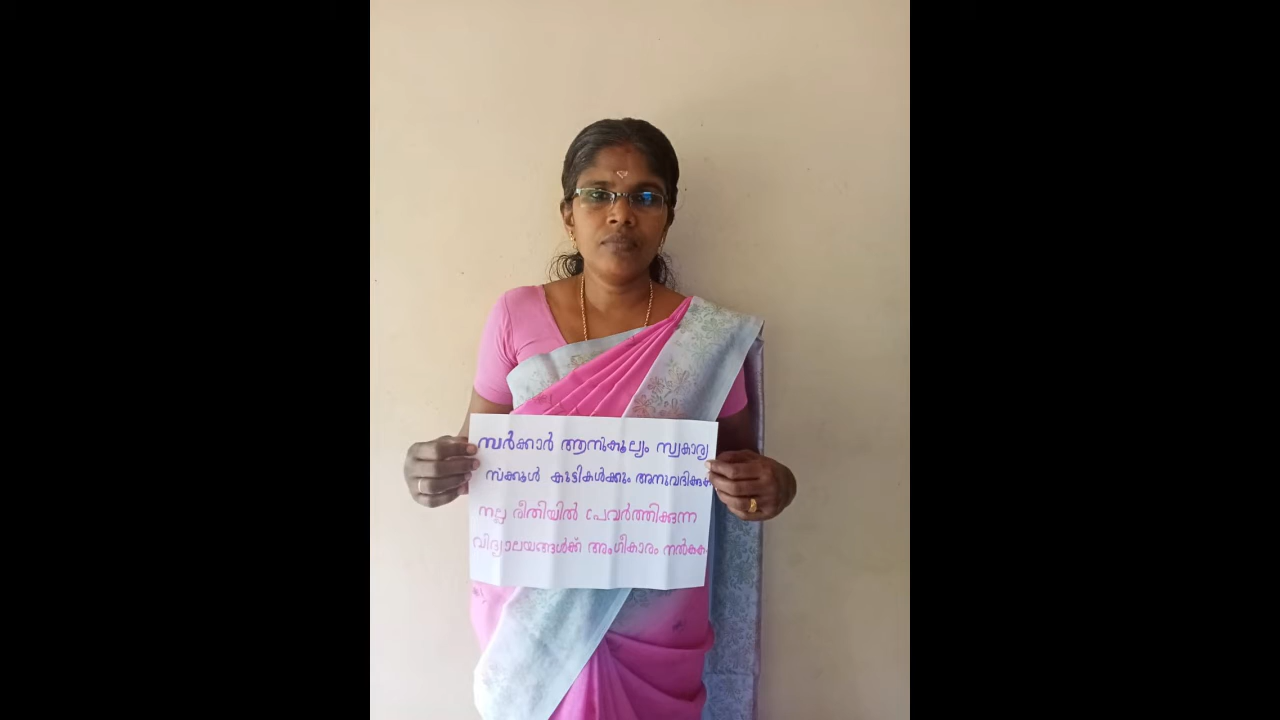 സർക്കാർ ആനുകൂല്യം സ്വകാര്യ
സ്ക്കൂൾ കുട്ടികൾക്കും അനുവദിക്കുക
നല്ല രീതിയിൽ പ്രവർത്തിക്കുന്ന
വിദ്യാലയങ്ങൾക്ക് അംഗീകാരം നൽകുക